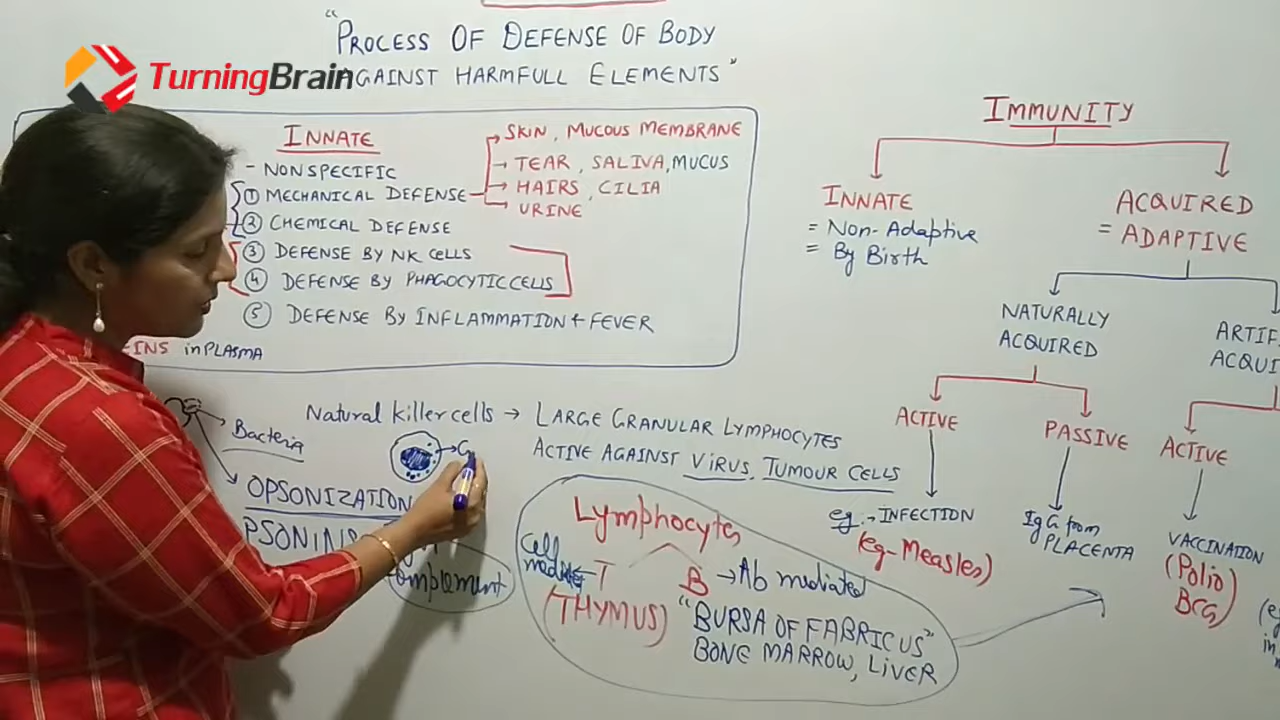 "PROCESS OF DEFENSE OF BODY
AGAINST HARMFULL ELEMENTS"
TurningBrain
INNATE
- NONSPECIFIC
① MECHANICAL DEFENSE
② CHEMICAL DEFENSE
③ DEFENSE BY NK CELLS
④ DEFENSE BY PHAGOCYTIC CELLS
⑤ DEFENSE BY INFLAMMATION + FEVER
in PLASMA
SKIN, MUCOUS MEMBRANE
TEAR, SALIVA, MUCUS
HAIRS, CILIA
URINE
Bacteria
OPSONIZATION
Natural killer cells → LARGE GRANULAR LYMPHOCYTES
ACTIVE AGAINST VIRUS, TUMOUR CELLS
Lymphocytes
Cell
T
B → Ab mediated
(THYMUS)
"BURSA OF FABRICUS"
BONE MARROW, LIVER
IMMUNITY
INNATE
= Non-Adaptive
= By Birth
ACQUIRED
= ADAPTIVE
NATURALLY
ACQUIRED
ACTIVE
eg:- INFECTION
(eg- Measles)
PASSIVE
IgG from
PLACENTA
ACTIVE
VACCINATION
(Polio
BCG)